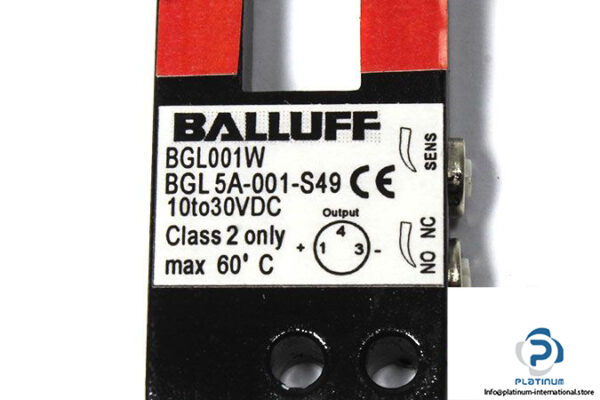 BALLUFF
BGL001W
BGL 5A-001-S49 CE
10to30VDC
Class 2 only
max 60° C
Output
+ 1 4 3 -
SENS
NO NC
PLATINUM
info@platinum-international.store